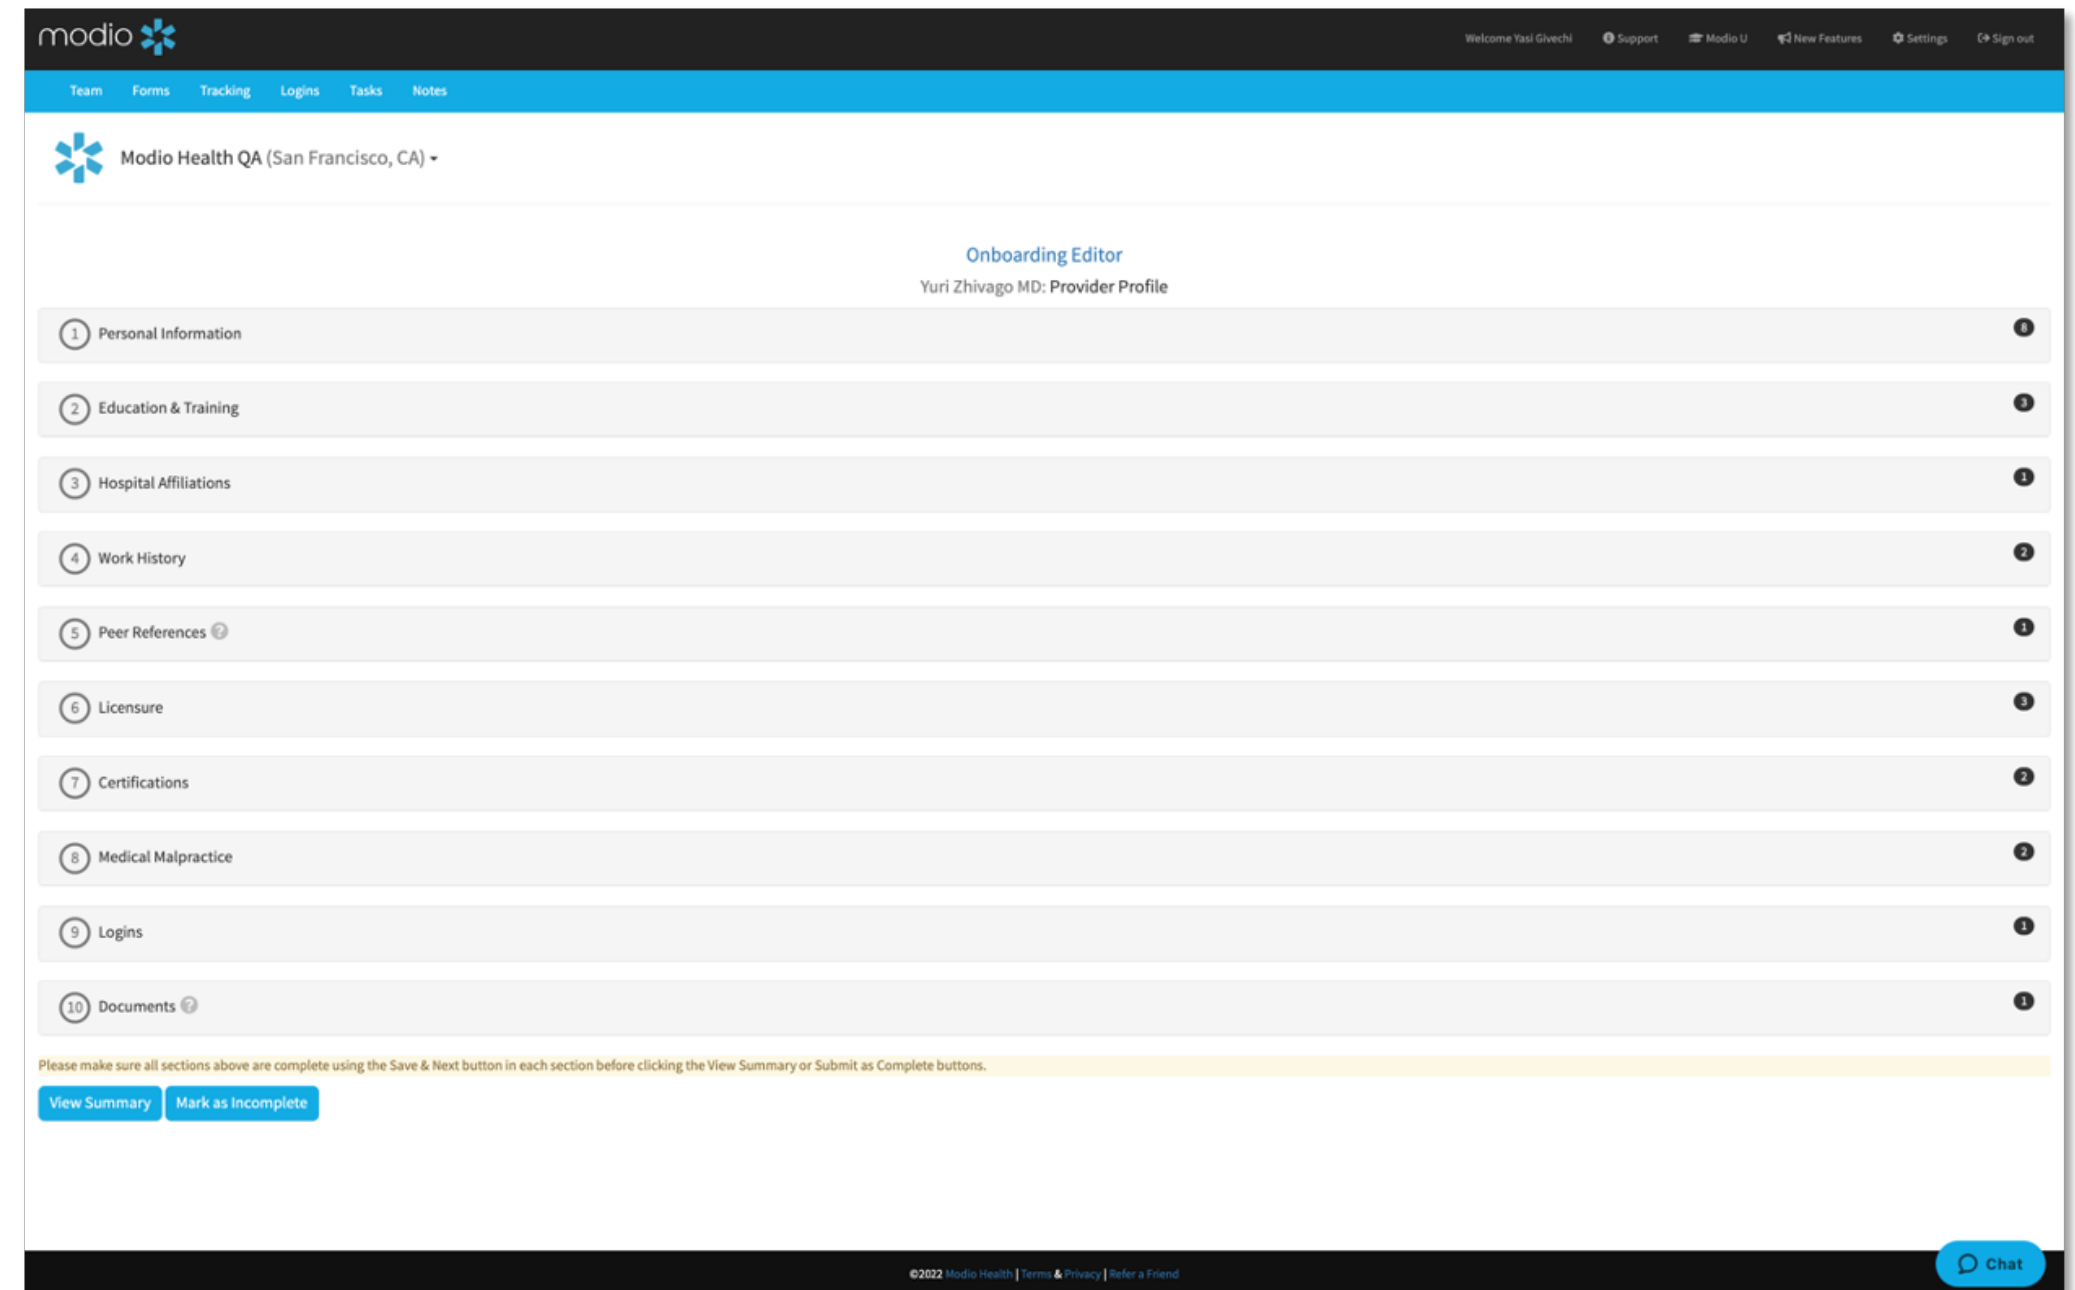 modio
Welcome Yasi Givechi Support Modio U New Features Settings Sign out
Team Forms Tracking Logins Tasks Notes
Modio Health QA (San Francisco, CA)
Onboarding Editor
Yuri Zhivago MD: Provider Profile
1 Personal Information 8
2 Education & Training 3
3 Hospital Affiliations 1
4 Work History 2
5 Peer References ? 1
6 Licensure 3
7 Certifications 2
8 Medical Malpractice 2
9 Logins 1
10 Documents ? 1
Please make sure all sections above are complete using the Save & Next button in each section before clicking the View Summary or Submit as Complete buttons.
View Summary Mark as Incomplete
©2022 Modio Health | Terms & Privacy | Refer a Friend
Chat